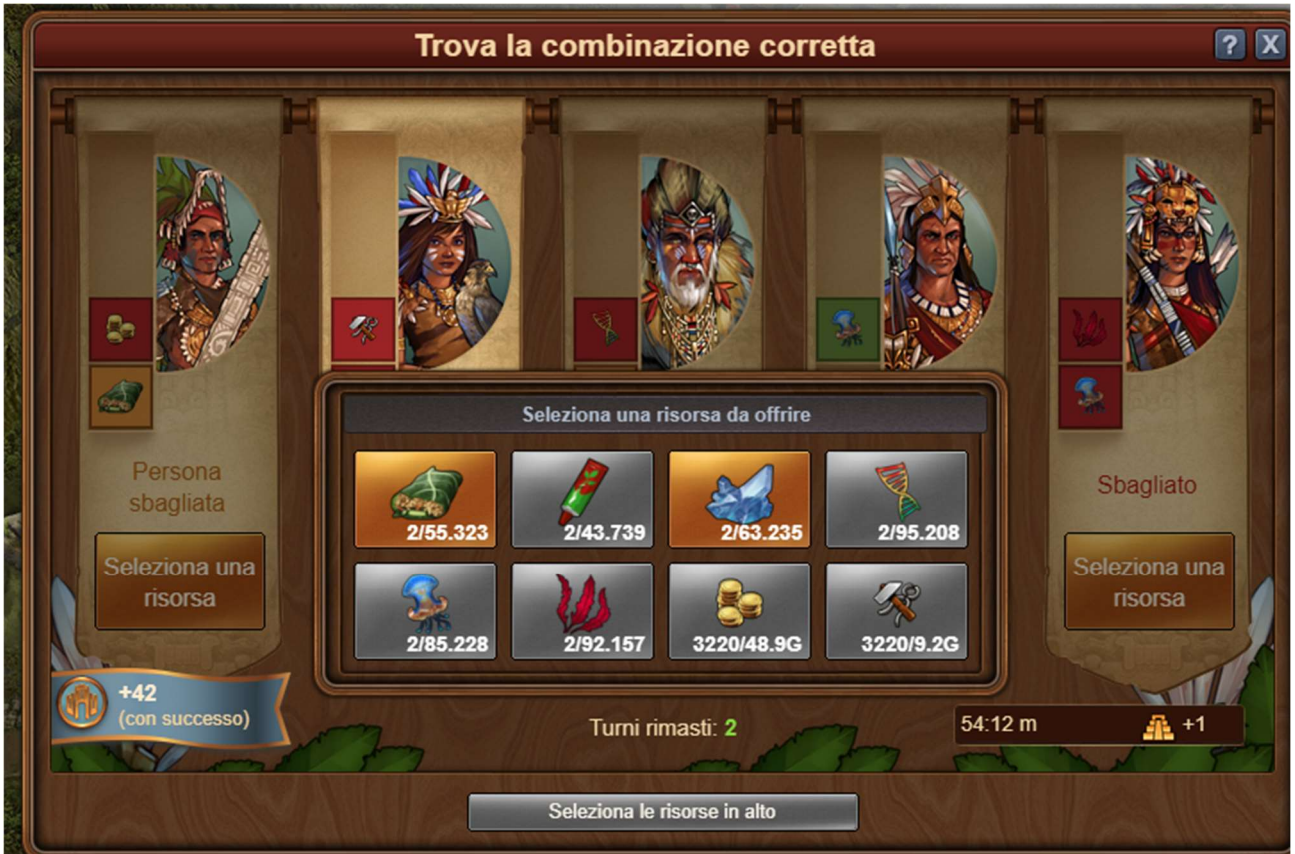 Trova la combinazione corretta
? X
Seleziona una risorsa da offrire
2/55.323
2/43.739
2/63.235
2/95.208
2/85.228
2/92.157
3220/48.9G
3220/9.2G
Persona
sbagliata
Seleziona una
risorsa
Sbagliato
Seleziona una
risorsa
+42
(con successo)
Turni rimasti: 2
54:12 m
+1
Seleziona le risorse in alto